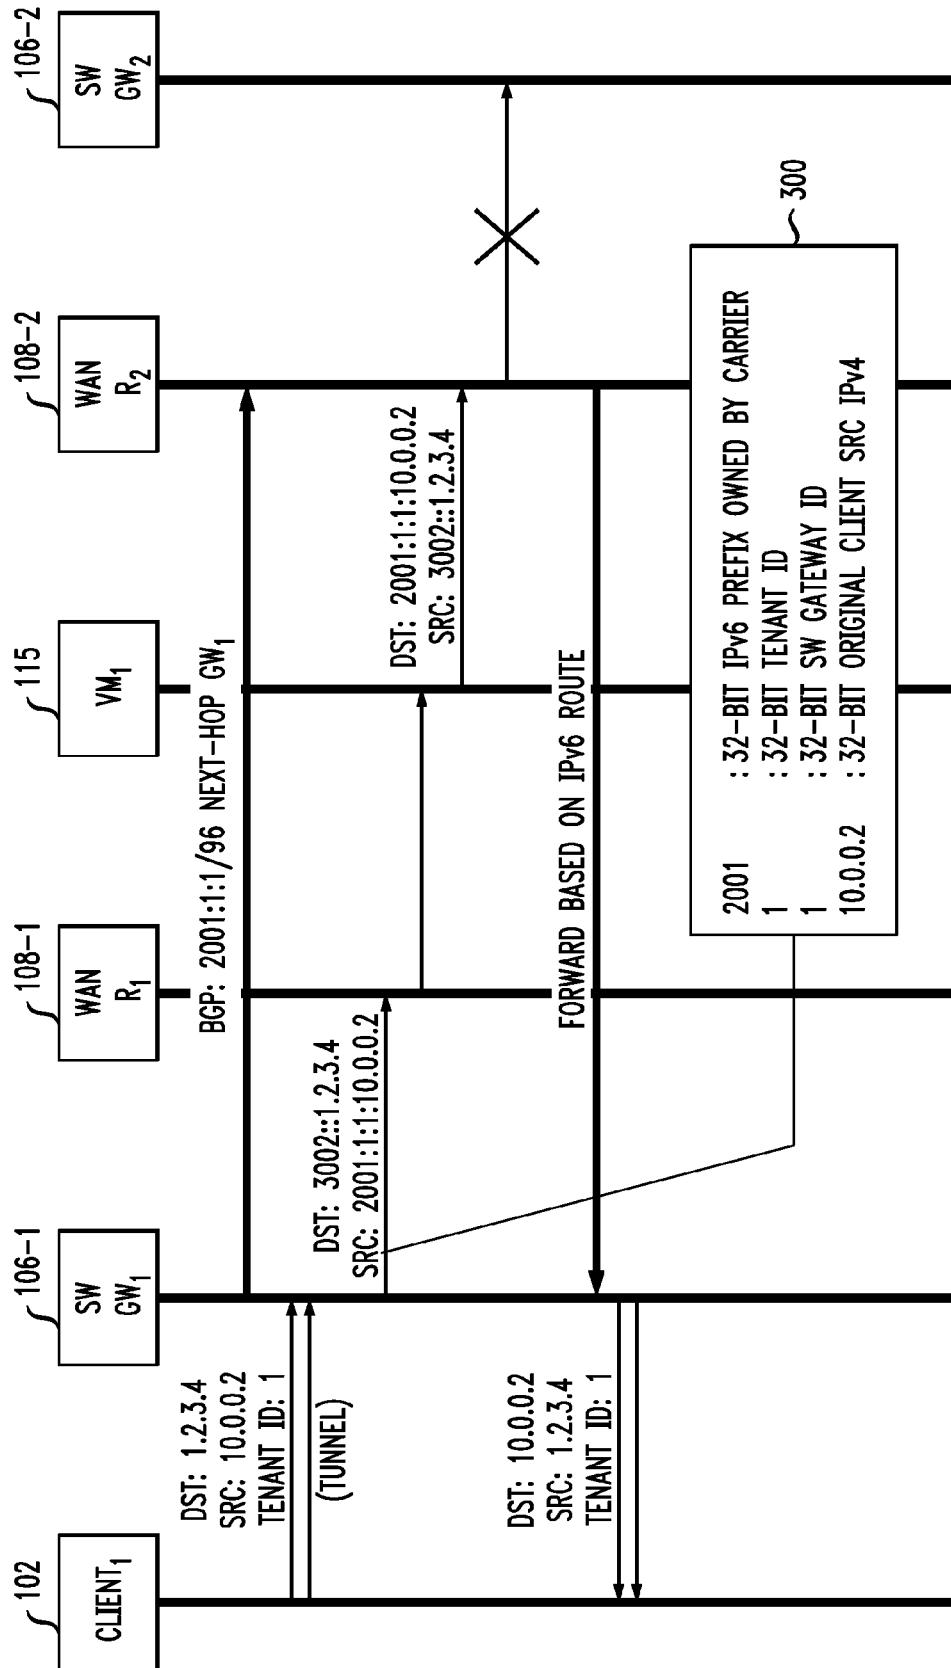 102
CLIENT1
106-1
SW
GW1
108-1
WAN
R1
115
VM1
108-2
WAN
R2
106-2
SW
GW2
BGP: 2001:1:1/96 NEXT-HOP GW1
DST: 1.2.3.4
SRC: 10.0.0.2
TENANT ID: 1
(TUNNEL)
DST: 3002::1.2.3.4
SRC: 2001:1:1:10.0.0.2
DST: 2001:1:1:10.0.0.2
SRC: 3002::1.2.3.4
FORWARD BASED ON IPv6 ROUTE
DST: 10.0.0.2
SRC: 1.2.3.4
TENANT ID: 1
300
2001 : 32-BIT IPv6 PREFIX OWNED BY CARRIER
1 : 32-BIT TENANT ID
1 : 32-BIT SW GATEWAY ID
10.0.0.2 : 32-BIT ORIGINAL CLIENT SRC IPv4